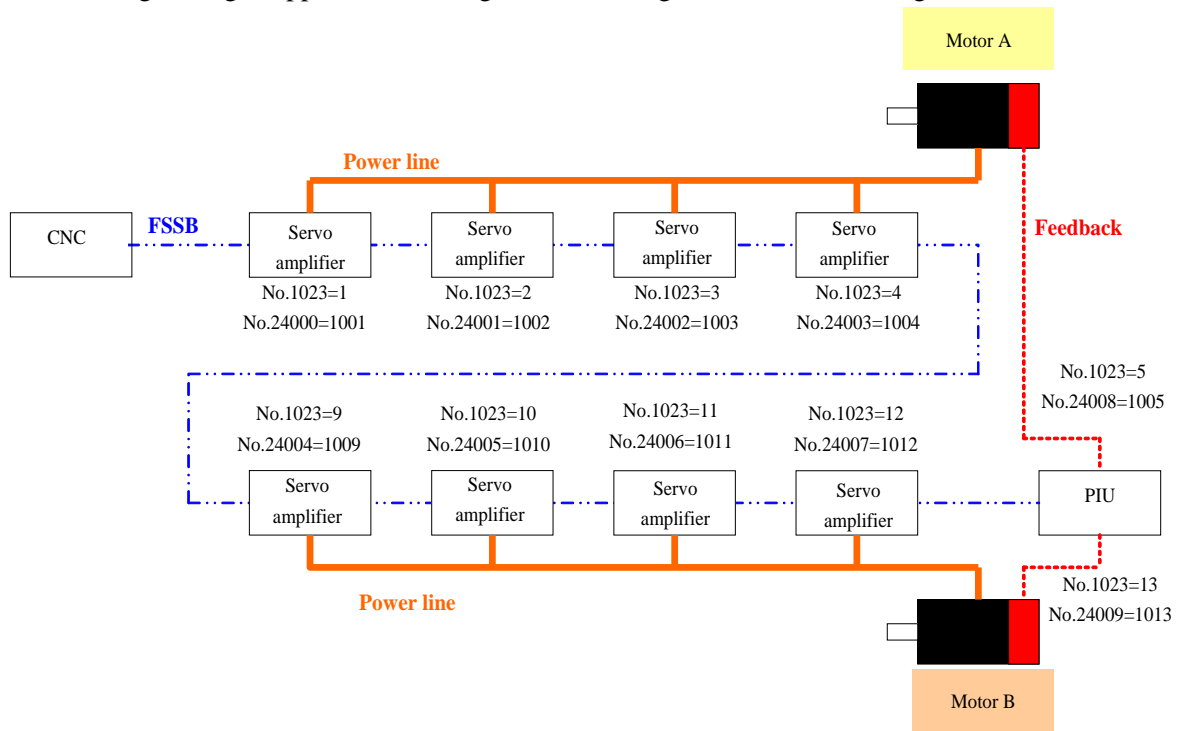 Motor A
Power line
CNC
FSSB
Servo
amplifier
Servo
amplifier
Servo
amplifier
Servo
amplifier
Feedback
No.1023=1
No.24000=1001
No.1023=2
No.24001=1002
No.1023=3
No.24002=1003
No.1023=4
No.24003=1004
No.1023=5
No.24008=1005
No.1023=9
No.24004=1009
No.1023=10
No.24005=1010
No.1023=11
No.24006=1011
No.1023=12
No.24007=1012
Servo
amplifier
Servo
amplifier
Servo
amplifier
Servo
amplifier
PIU
No.1023=13
No.24009=1013
Power line
Motor B